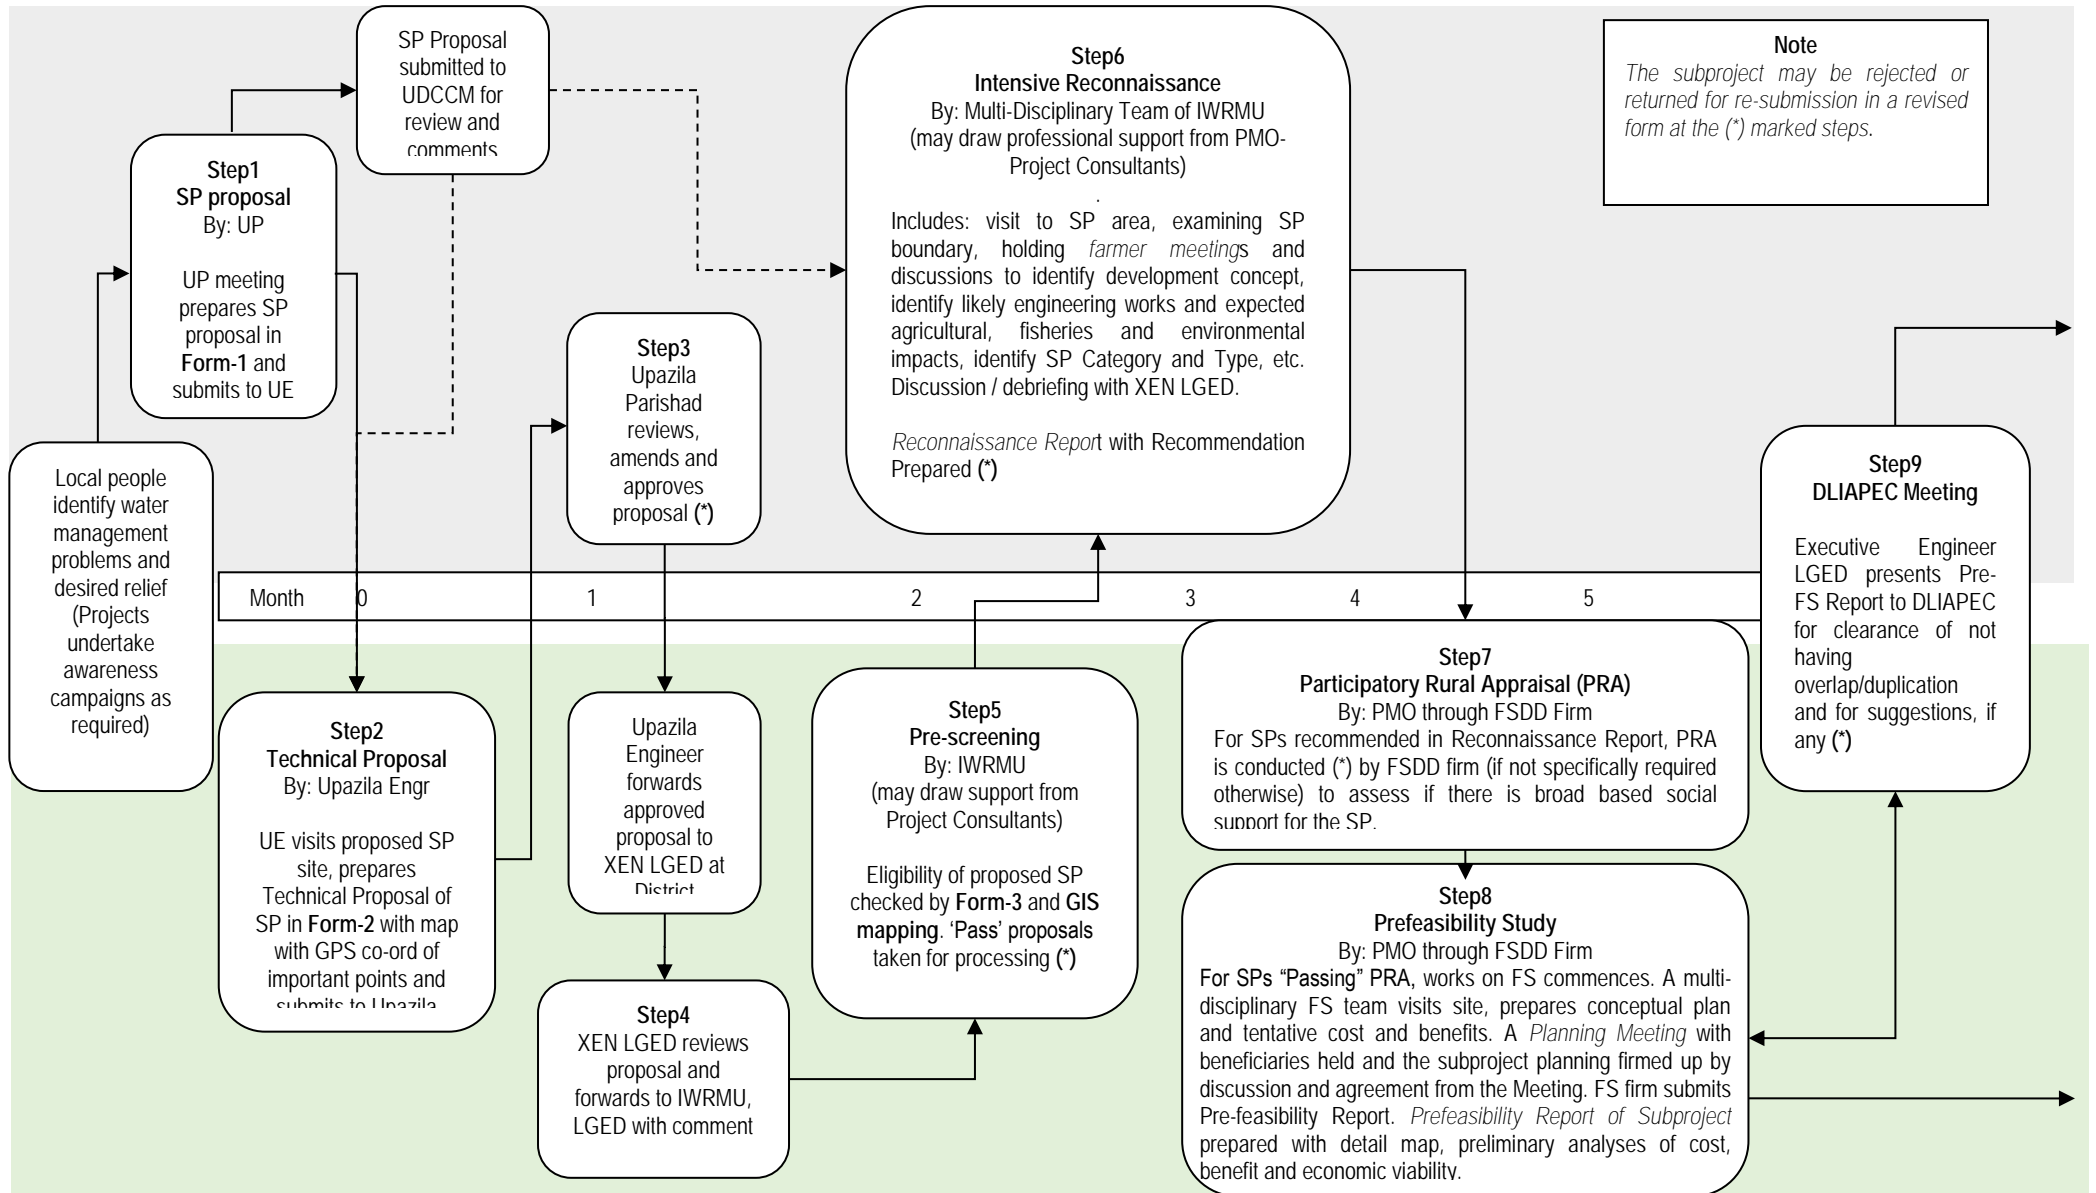 SP Proposal
submitted to
UDCCM for
review and
comments
Step1
SP proposal
By: UP
UP meeting
prepares SP
proposal in
Form-1 and
submits to UE
Local people
identify water
management
problems and
desired relief
(Projects
undertake
awareness
campaigns as
required)
Step3
Upazila
Parishad
reviews,
amends and
approves
proposal (*)
Step6
Intensive Reconnaissance
By: Multi-Disciplinary Team of IWRMU
(may draw professional support from PMO-
Project Consultants)
.
Includes: visit to SP area, examining SP
boundary, holding farmer meetings and
discussions to identify development concept,
identify likely engineering works and expected
agricultural, fisheries and environmental
impacts, identify SP Category and Type, etc.
Discussion / debriefing with XEN LGED.
Reconnaissance Report with Recommendation
Prepared (*)
Note
The subproject may be rejected or
returned for re-submission in a revised
form at the (*) marked steps.
Step9
DLIAPEC Meeting
Executive Engineer
LGED presents Pre-
FS Report to DLIAPEC
for clearance of not
having
overlap/duplication
and for suggestions, if
any (*)
Month 0 1 2 3 4 5
Step2
Technical Proposal
By: Upazila Engr
UE visits proposed SP
site, prepares
Technical Proposal of
SP in Form-2 with map
with GPS co-ord of
important points and
submits to Upazila
Upazila
Engineer
forwards
approved
proposal to
XEN LGED at
District
Step4
XEN LGED reviews
proposal and
forwards to IWRMU,
LGED with comment
Step5
Pre-screening
By: IWRMU
(may draw support from
Project Consultants)
Eligibility of proposed SP
checked by Form-3 and GIS
mapping. ‘Pass’ proposals
taken for processing (*)
Step7
Participatory Rural Appraisal (PRA)
By: PMO through FSDD Firm
For SPs recommended in Reconnaissance Report, PRA
is conducted (*) by FSDD firm (if not specifically required
otherwise) to assess if there is broad based social
support for the SP.
Step8
Prefeasibility Study
By: PMO through FSDD Firm
For SPs “Passing” PRA, works on FS commences. A multi-
disciplinary FS team visits site, prepares conceptual plan
and tentative cost and benefits. A Planning Meeting with
beneficiaries held and the subproject planning firmed up by
discussion and agreement from the Meeting. FS firm submits
Pre-feasibility Report. Prefeasibility Report of Subproject
prepared with detail map, preliminary analyses of cost,
benefit and economic viability.